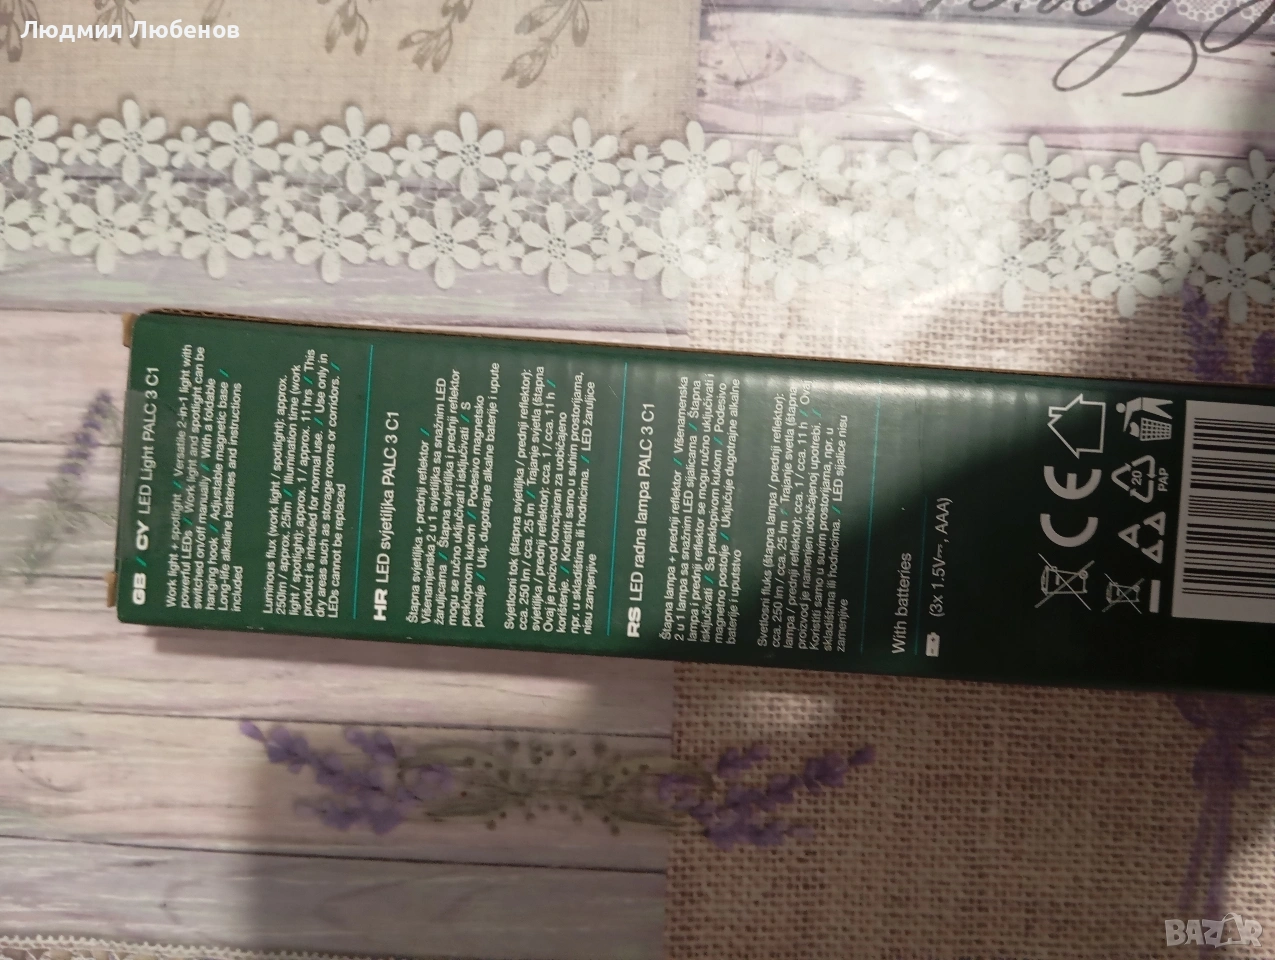 Людмил Любенов
GB / CY LED Light PALC 3 C1
Work light + spotlight / Versatile 2-in-1 light with
powerful LEDs / Work light and spotlight can be
switched on/off manually / With a foldable
hanging hook / Adjustable magnetic base /
Long-life alkaline batteries and instructions
included
Luminous flux (work light / spotlight): approx.
250lm / approx. 25lm / Illumination time (work
light / spotlight): approx. 1 / approx. 11 hrs / This
product is intended for normal use. / Use only in
dry areas such as storage rooms or corridors. /
LEDs cannot be replaced
HR LED svjetiljka PALC 3 C1
Štapna svjetiljka + prednji reflektor /
Višenamjenska 2 u 1 svjetiljka sa snažnim LED
žaruljicama / Štapna svjetiljka i prednji reflektor
mogu se ručno uključivati i isključivati / S
preklopnom kukom / Podesivo magnetsko
postolje / Uklj. dugotrajne alkalne baterije i upute
Svjetlosni tok (štapna svjetiljka / prednji reflektor):
cca. 250 lm / cca. 25 lm / Trajanje svjetla (štapna
svjetiljka / prednji reflektor): cca. 1 / cca. 11 h /
Ovaj je proizvod koncipiran za uobičajeno
korištenje. / Koristiti samo u suhim prostorijama,
npr. u skladištima ili hodnicima. / LED žaruljice
nisu zamjenjive
RS LED radna lampa PALC 3 C1
Štapna lampa + prednji reflektor / Višenamenska
2 u 1 lampa sa snažnim LED sijalicama / Štapna
lampa i prednji reflektor se mogu ručno uključivati i
isključivati / Sa preklopivom kukom / Podesivo
magnetno postolje / Uključuje dugotrajne alkalne
baterije i uputstvo
Svetlosni fluks (štapna lampa / prednji reflektor):
cca. 250 lm / cca. 25 lm / Trajanje svetla (štapna
lampa / prednji reflektor): cca. 1 / cca. 11 h / Ovaj
proizvod je namenjen uobičajenoj upotrebi. /
Koristiti samo u suvim prostorijama, npr. u
skladištima ili hodnicima. / LED sijalice nisu
zamenjive
With batteries
(3x 1.5V, AAA)
CE
20
PAP
BAZAR